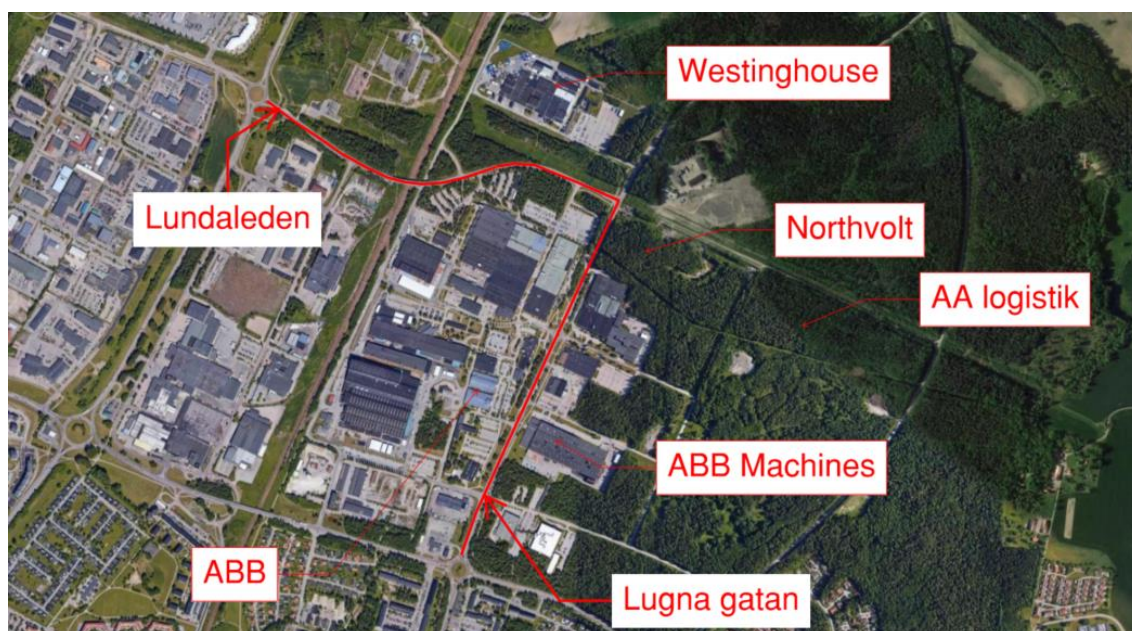 Westinghouse
Lundaleden
Northvolt
AA logistik
ABB Machines
ABB
Lugna gatan